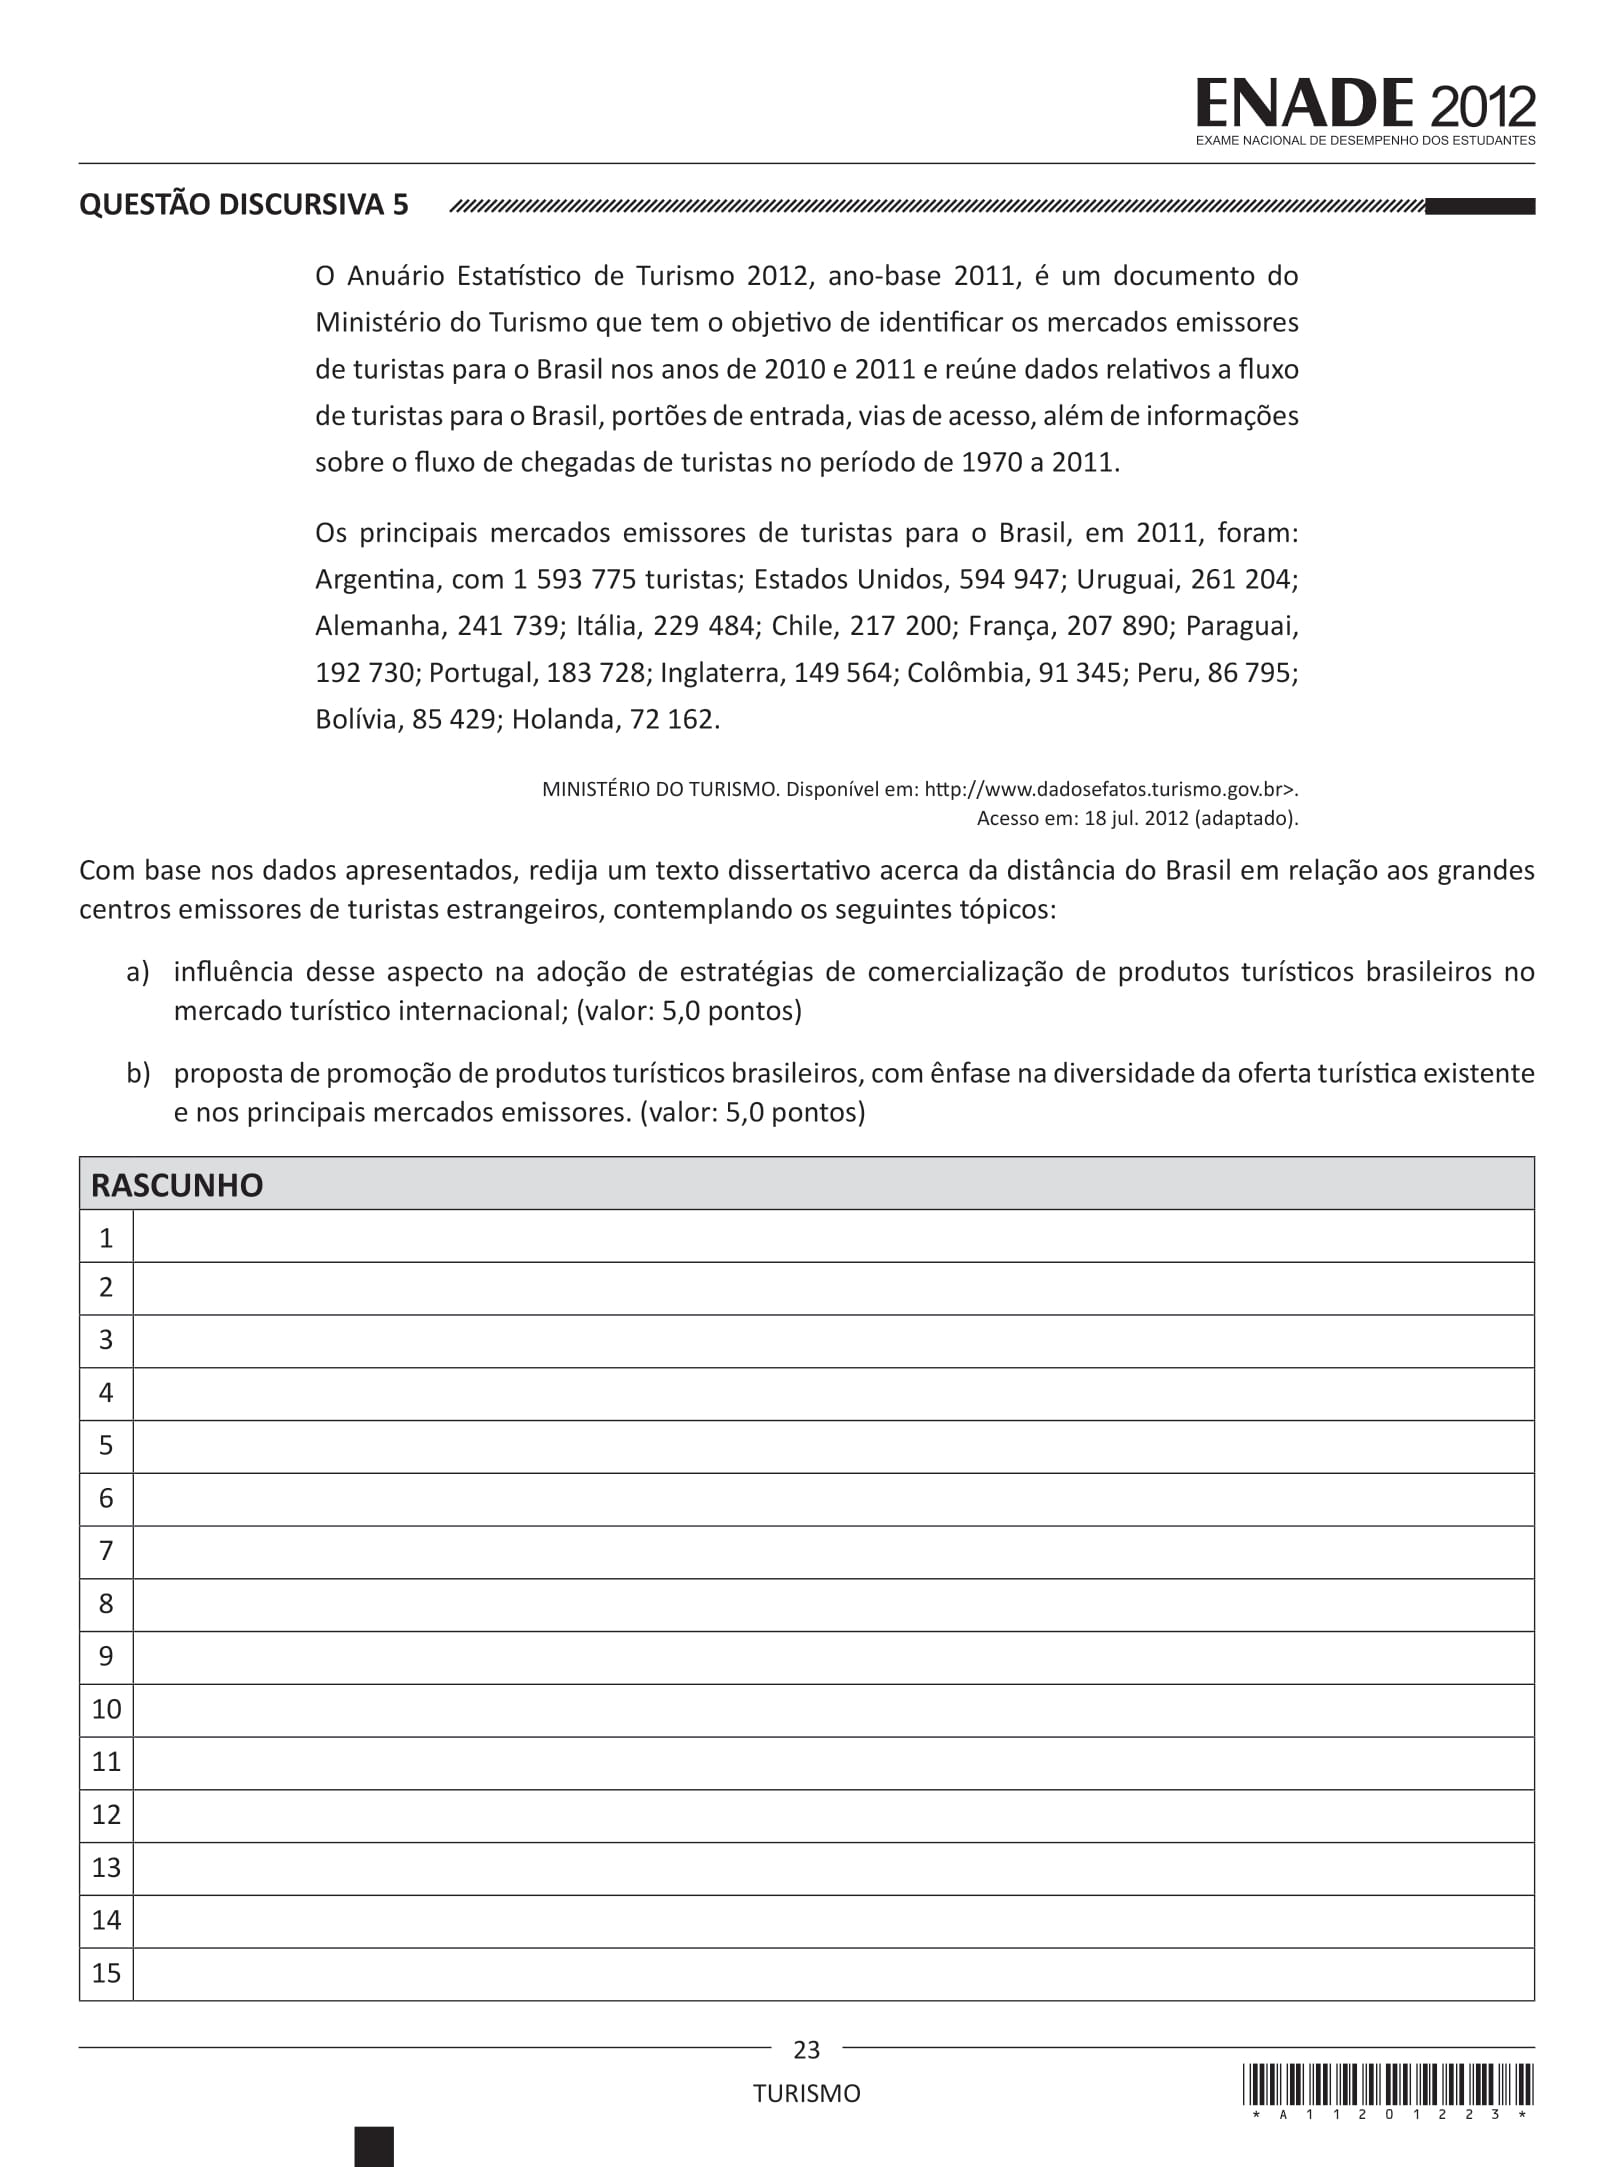 ENADE 2012
EXAME NACIONAL DE DESEMPENHO DOS ESTUDANTES
QUESTÃO DISCURSIVA 5
O Anuário Estatístico de Turismo 2012, ano-base 2011, é um documento do
Ministério do Turismo que tem o objetivo de identificar os mercados emissores
de turistas para o Brasil nos anos de 2010 e 2011 e reúne dados relativos a fluxo
de turistas para o Brasil, portões de entrada, vias de acesso, além de informações
sobre o fluxo de chegadas de turistas no período de 1970 a 2011.
Os principais mercados emissores de turistas para o Brasil, em 2011, foram:
Argentina, com 1 593 775 turistas; Estados Unidos, 594 947; Uruguai, 261 204;
Alemanha, 241 739; Itália, 229 484; Chile, 217 200; França, 207 890; Paraguai,
192 730; Portugal, 183 728; Inglaterra, 149 564; Colômbia, 91 345; Peru, 86 795;
Bolívia, 85 429; Holanda, 72 162.
MINISTÉRIO DO TURISMO. Disponível em: http://www.dadosefatos.turismo.gov.br>.
Acesso em: 18 jul. 2012 (adaptado).
Com base nos dados apresentados, redija um texto dissertativo acerca da distância do Brasil em relação aos grandes
centros emissores de turistas estrangeiros, contemplando os seguintes tópicos:
a) influência desse aspecto na adoção de estratégias de comercialização de produtos turísticos brasileiros no
mercado turístico internacional; (valor: 5,0 pontos)
b) proposta de promoção de produtos turísticos brasileiros, com ênfase na diversidade da oferta turística existente
e nos principais mercados emissores. (valor: 5,0 pontos)
RASCUNHO
1
2
3
4
5
6
7
8
9
10
11
12
13
14
15
23
TURISMO
* A 1 1 2 0 1 2 2 3 *